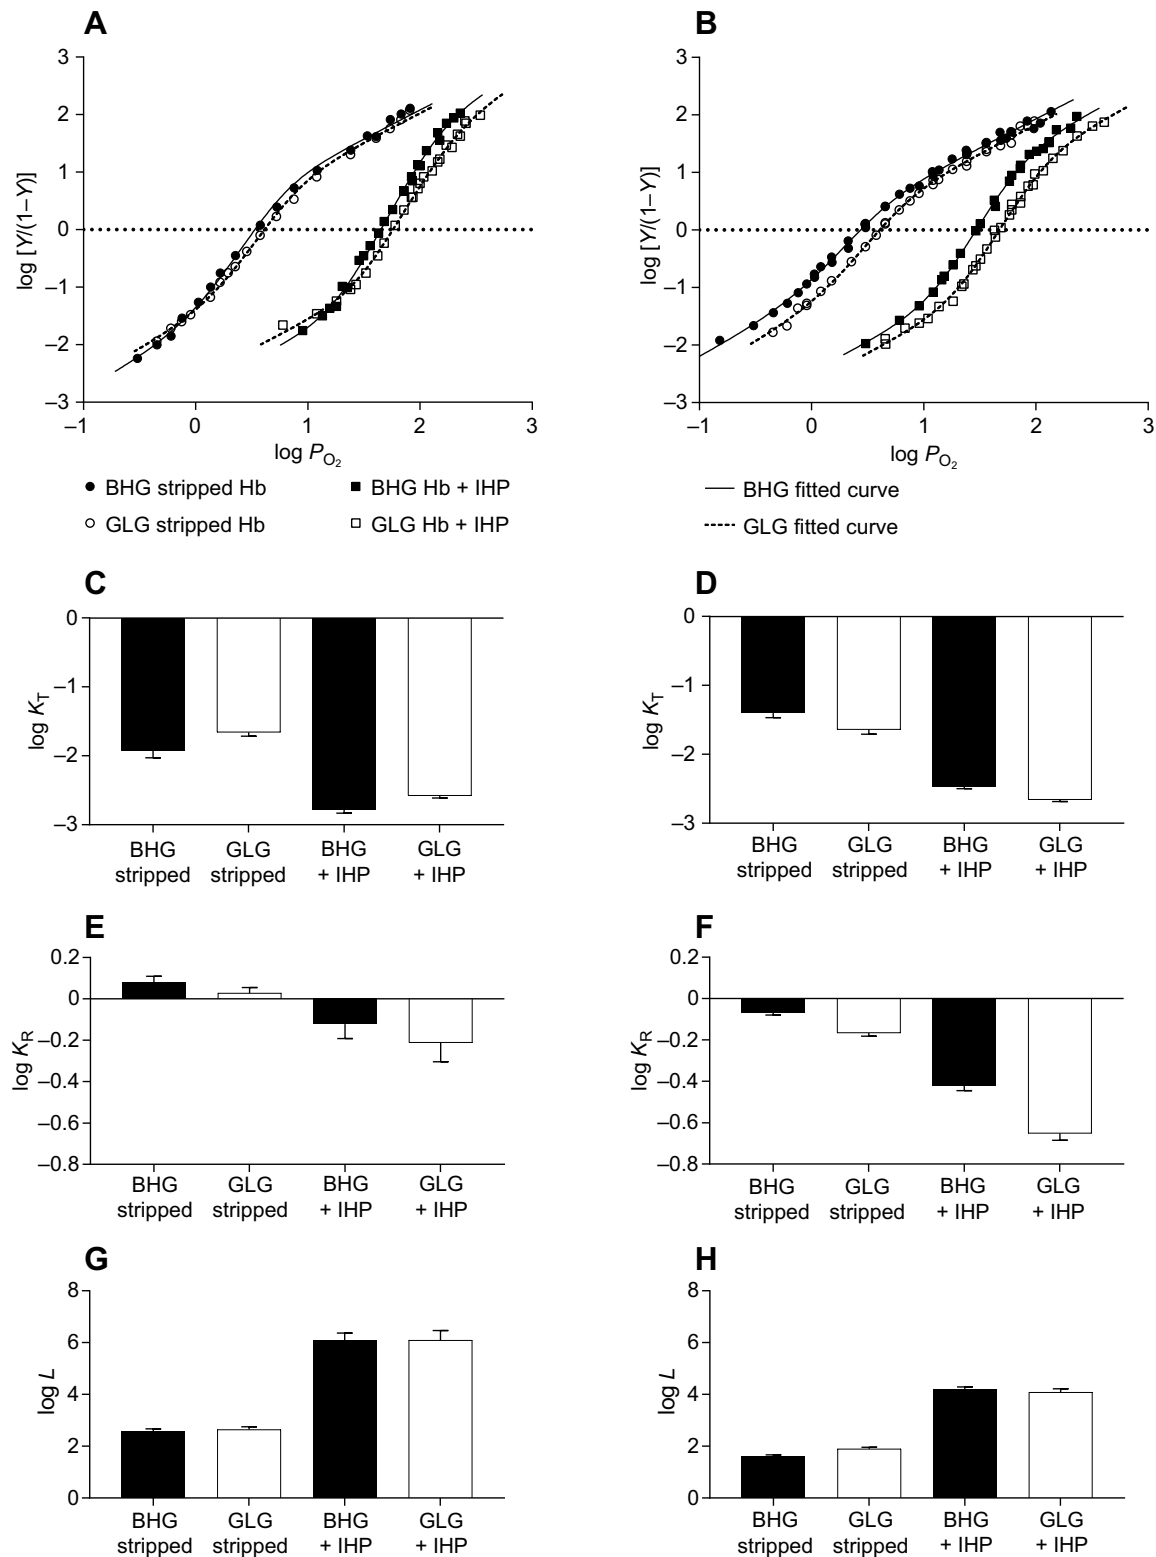 A
B
3
2
1
0
–1
–2
–3
log [Y/(1–Y)]
–1
0
1
2
3
log PO2
3
2
1
0
–1
–2
–3
log [Y/(1–Y)]
–1
0
1
2
3
log PO2
BHG stripped Hb
BHG Hb + IHP
GLG stripped Hb
GLG Hb + IHP
BHG fitted curve
GLG fitted curve
C
D
0
–1
–2
–3
log KT
BHG stripped
GLG stripped
BHG + IHP
GLG + IHP
0
–1
–2
–3
log KT
BHG stripped
GLG stripped
BHG + IHP
GLG + IHP
E
F
0.2
0
–0.2
–0.4
–0.6
–0.8
log KR
BHG stripped
GLG stripped
BHG + IHP
GLG + IHP
0.2
0
–0.2
–0.4
–0.6
–0.8
log KR
BHG stripped
GLG stripped
BHG + IHP
GLG + IHP
G
H
8
6
4
2
0
log L
BHG stripped
GLG stripped
BHG + IHP
GLG + IHP
8
6
4
2
0
log L
BHG stripped
GLG stripped
BHG + IHP
GLG + IHP